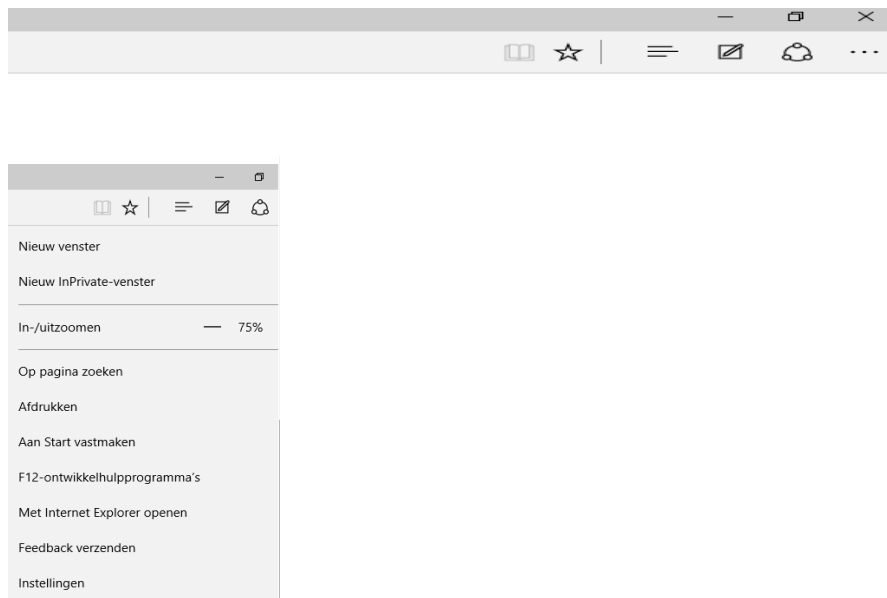 Nieuw venster
Nieuw InPrivate-venster
In-/uitzoomen — 75%
Op pagina zoeken
Afdrukken
Aan Start vastmaken
F12-ontwikkelhulpprogramma's
Met Internet Explorer openen
Feedback verzenden
Instellingen